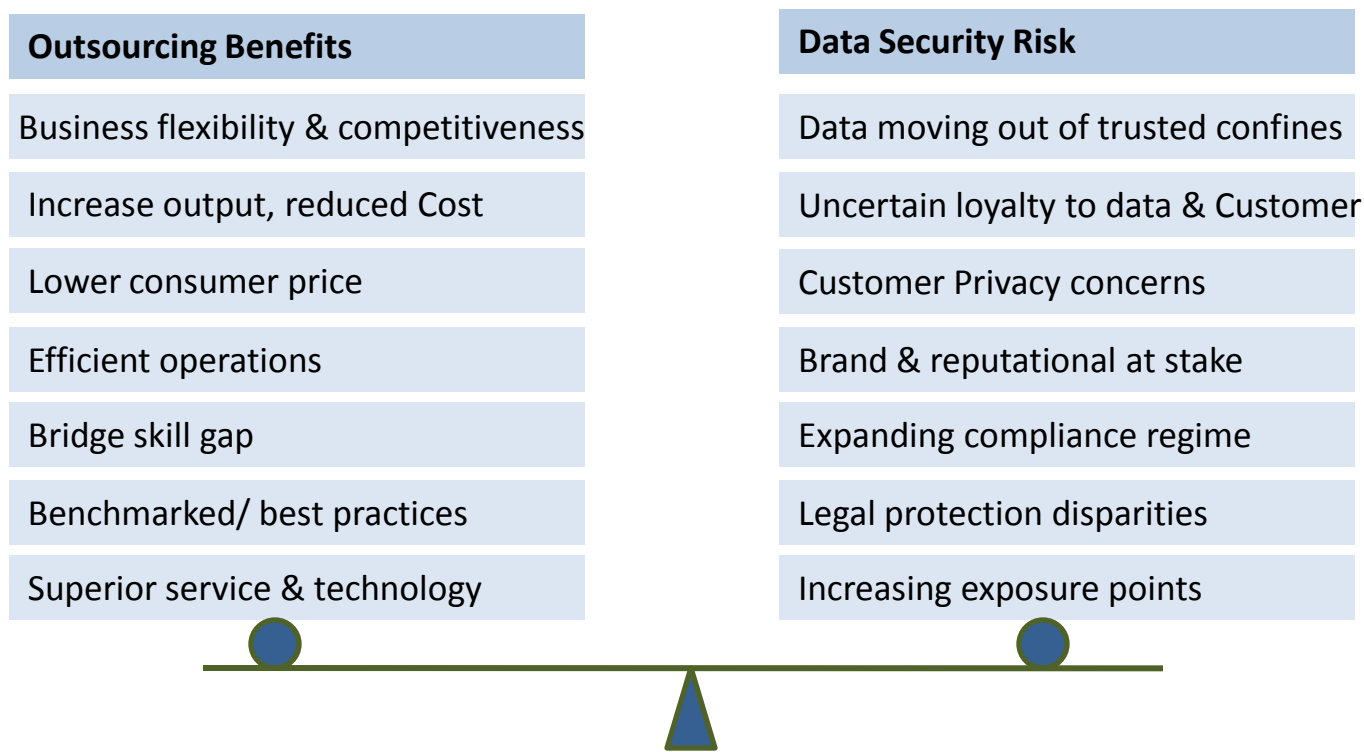 Outsourcing Benefits
Business flexibility & competitiveness
Increase output, reduced Cost
Lower consumer price
Efficient operations
Bridge skill gap
Benchmarked/ best practices
Superior service & technology
Data Security Risk
Data moving out of trusted confines
Uncertain loyalty to data & Customer
Customer Privacy concerns
Brand & reputational at stake
Expanding compliance regime
Legal protection disparities
Increasing exposure points